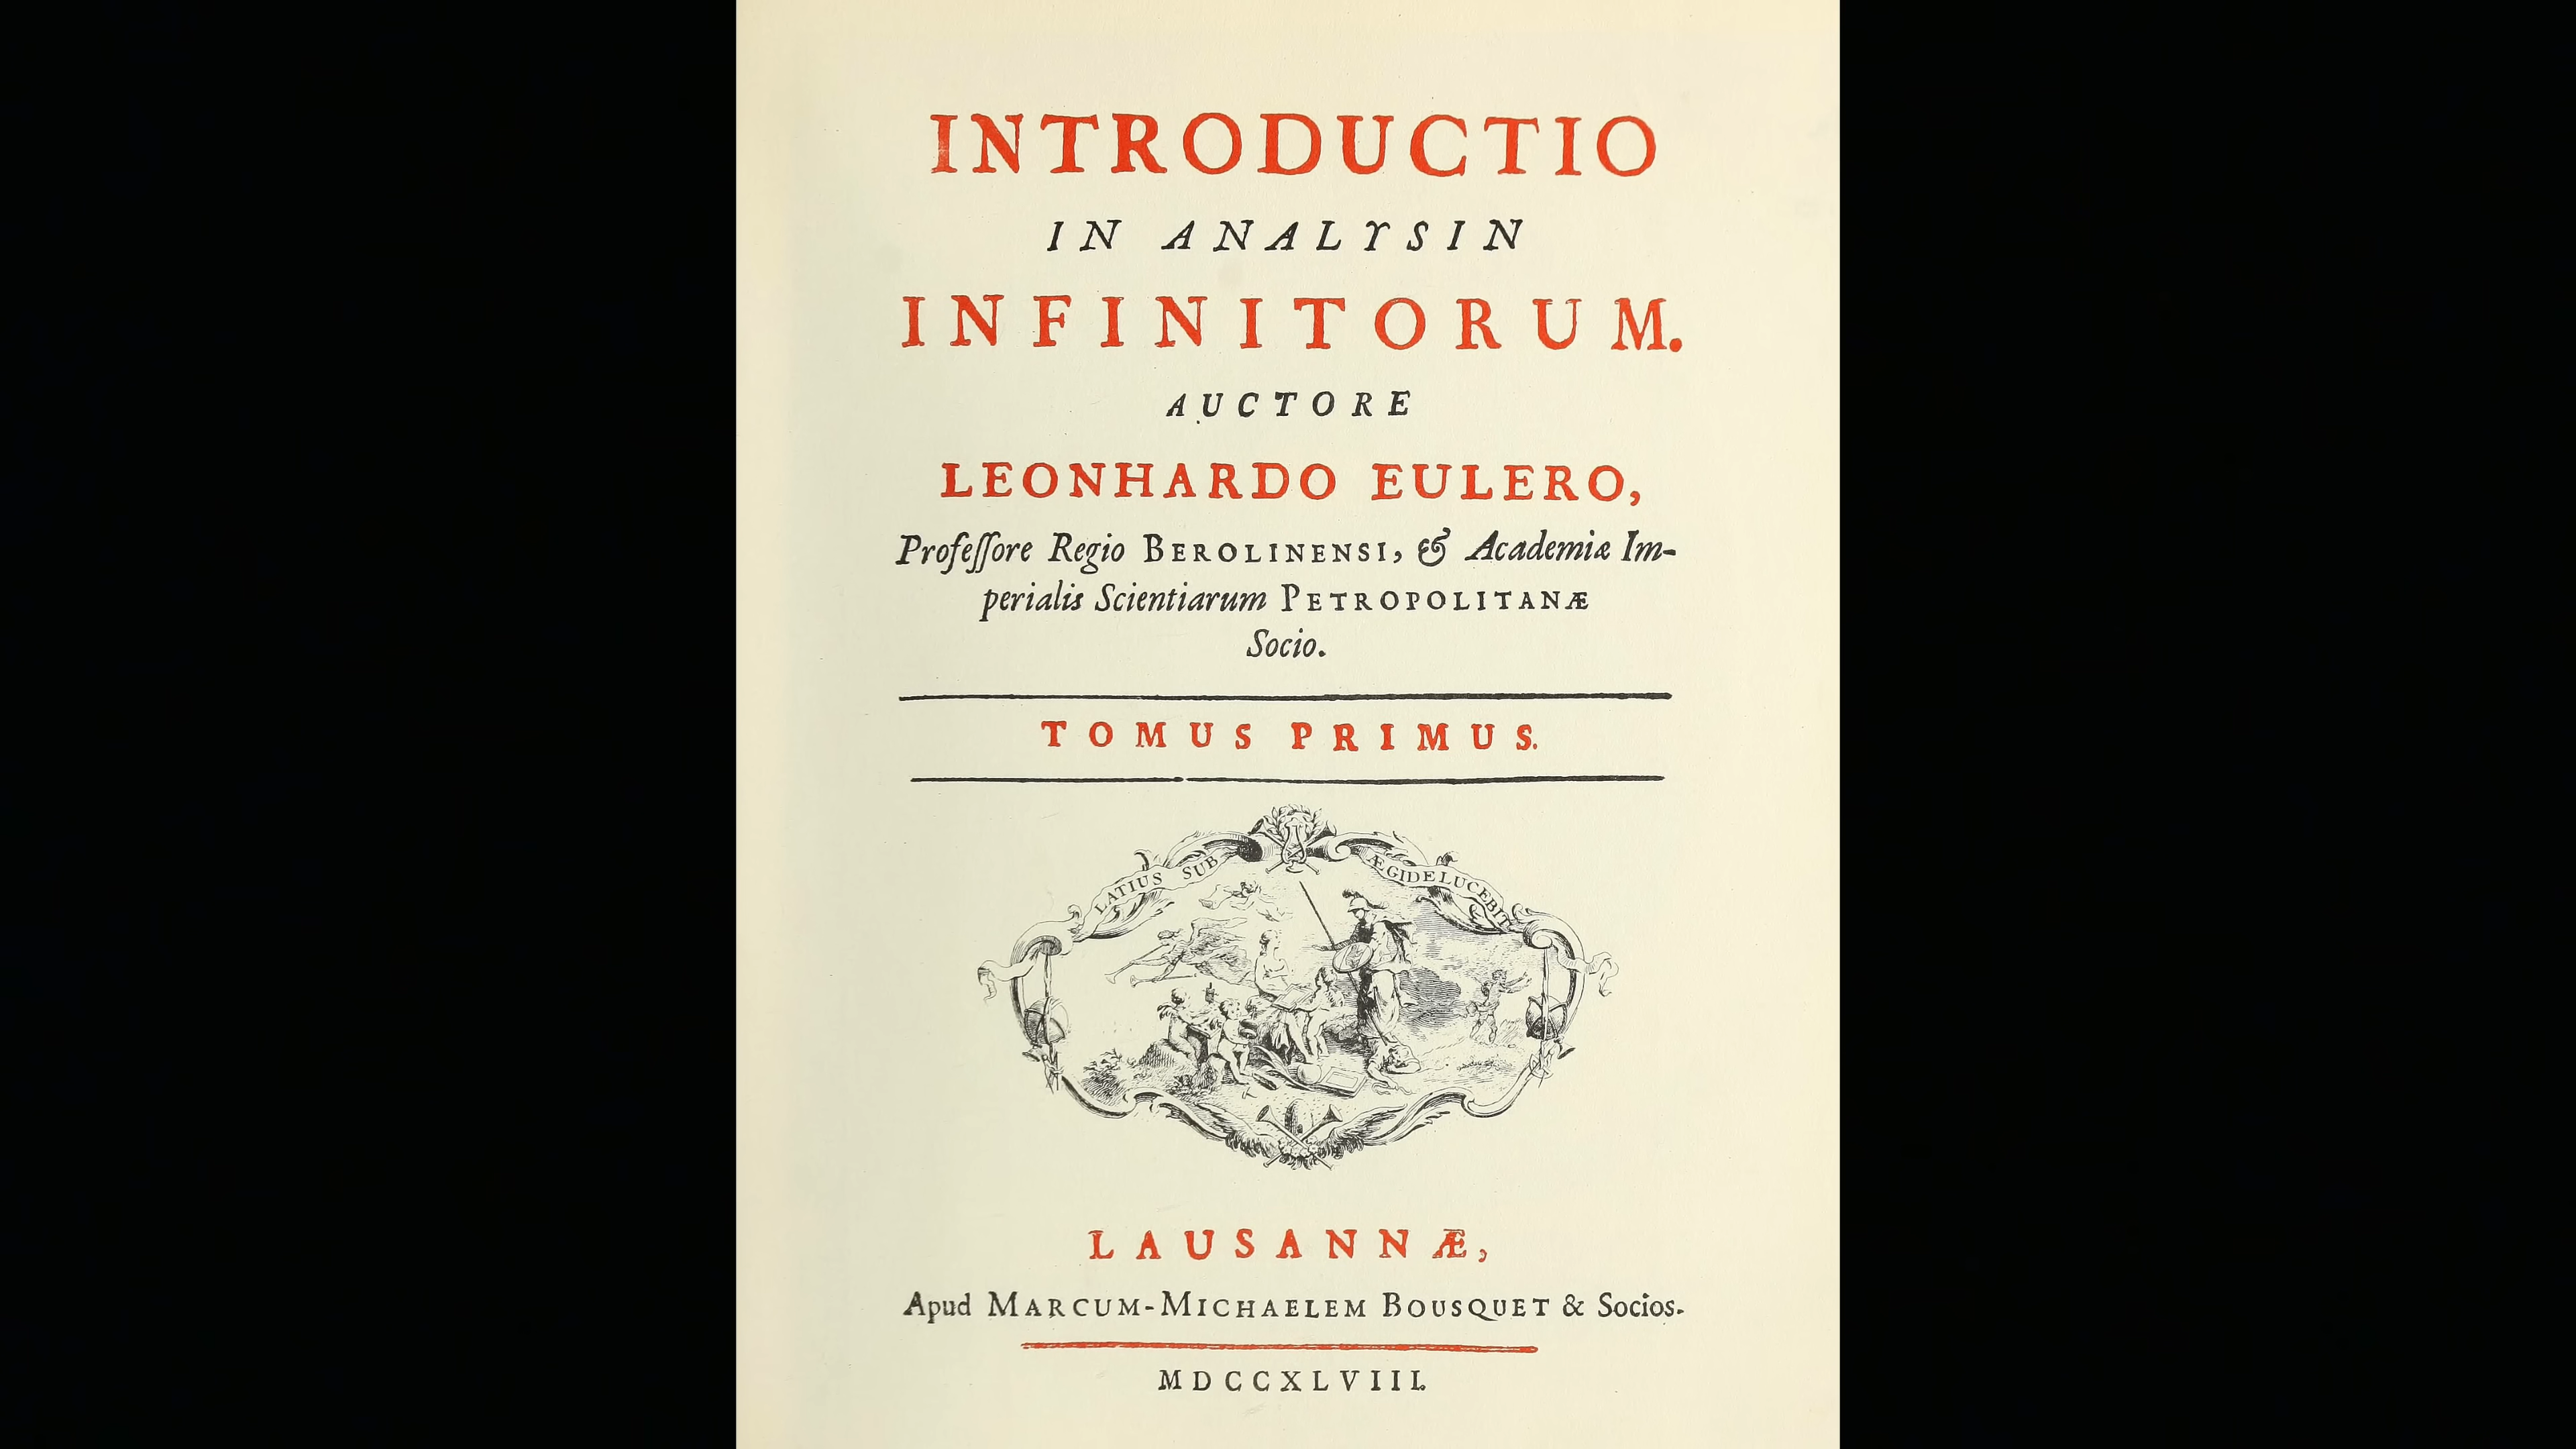 INTRODUCTIO
IN ANALYSIN
INFINITORUM.
AUCTORE
LEONHARDO EULERO,
Professore Regio BEROLINENSI, & Academiæ Im-
perialis Scientiarum PETROPOLITANÆ
Socio.
TOMUS PRIMUS.
LATIUS SUB ÆGIDE LUCEBIT
LAUSANNÆ,
Apud MARCUM-MICHAELEM BOUSQUET & Socios.
MDCCXLVIII.